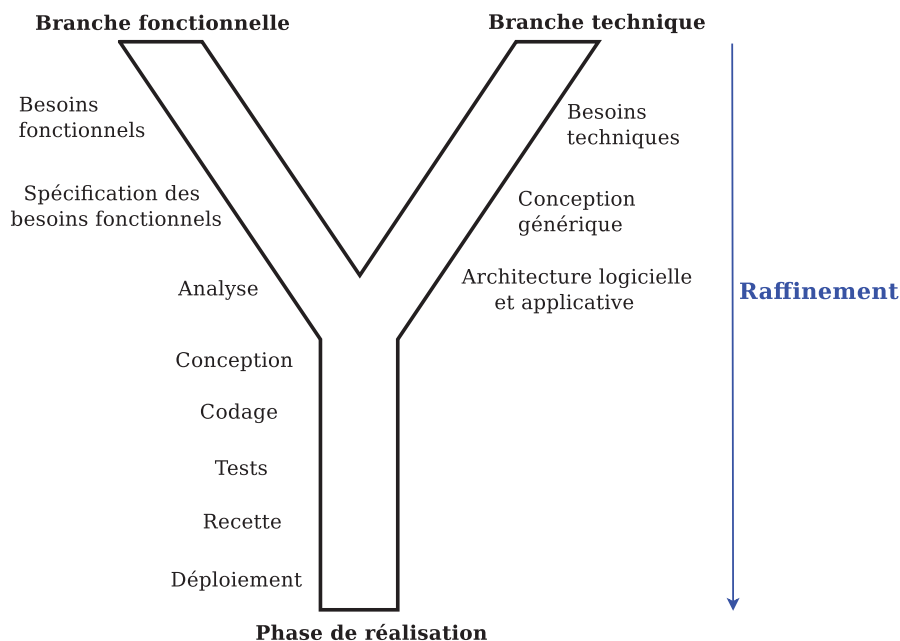 Branche fonctionnelle
Branche technique
Besoins
fonctionnels
Besoins
techniques
Spécification des
besoins fonctionnels
Conception
générique
Analyse
Architecture logicielle
et applicative
Raffinement
Conception
Codage
Tests
Recette
Déploiement
Phase de réalisation